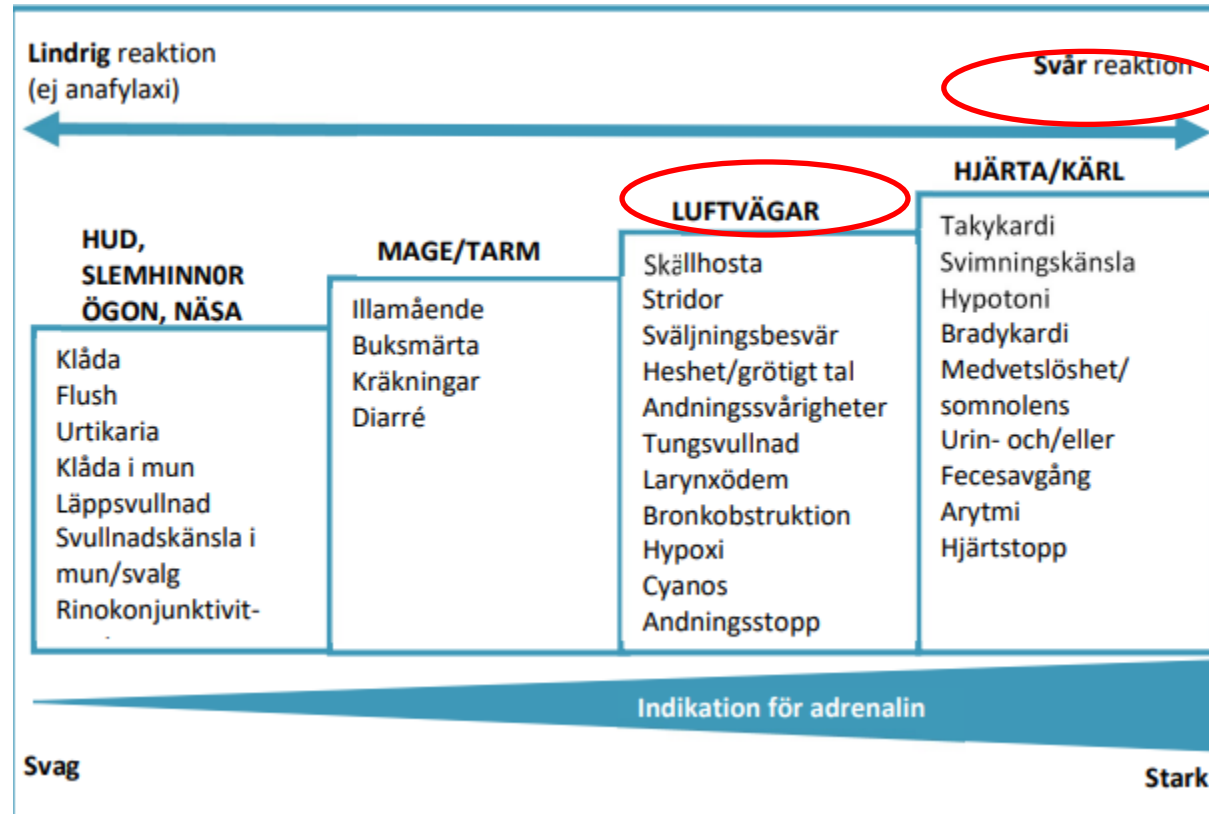 Lindrig reaktion
(ej anafylaxi)
Svår reaktion
HUD,
SLEMHINN0R
ÖGON, NÄSA
Klåda
Flush
Urtikaria
Klåda i mun
Läppsvullnad
Svullnadskänsla i
mun/svalg
Rinokonjunktivit-
MAGE/TARM
Illamående
Buksmärta
Kräkningar
Diarré
LUFTVÄGAR
Skällhosta
Stridor
Sväljningsbesvär
Heshet/grötigt tal
Andningssvårigheter
Tungsvullnad
Larynxödem
Bronkobstruktion
Hypoxi
Cyanos
Andningsstopp
HJÄRTA/KÄRL
Takykardi
Svimningskänsla
Hypotoni
Bradykardi
Medvetslöshet/
somnolens
Urin- och/eller
Fecesavgång
Arytmi
Hjärtstopp
Indikation för adrenalin
Svag
Stark